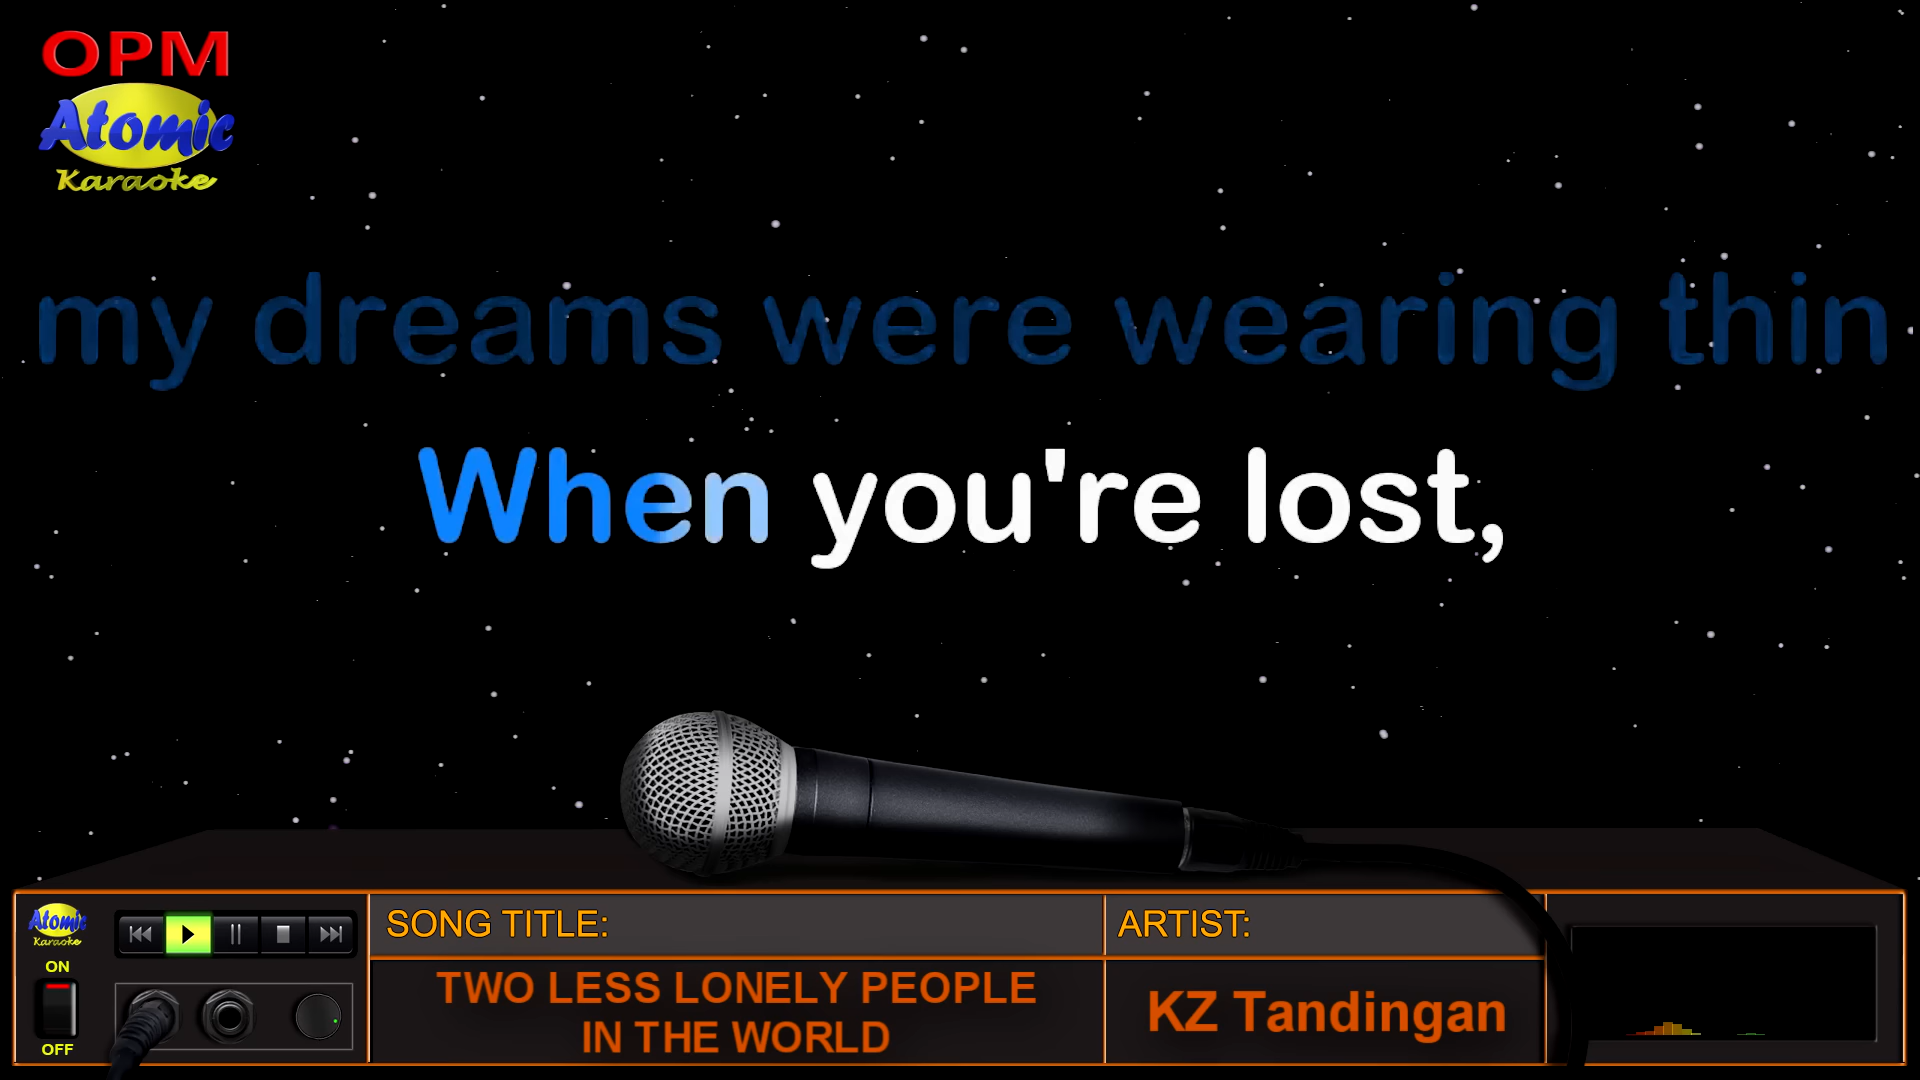 OPM
Atomic
Karaoke
my dreams were wearing thin
When you're lost,
Atomic
Karaoke
ON
OFF
SONG TITLE:
TWO LESS LONELY PEOPLE
IN THE WORLD
ARTIST:
KZ Tandingan